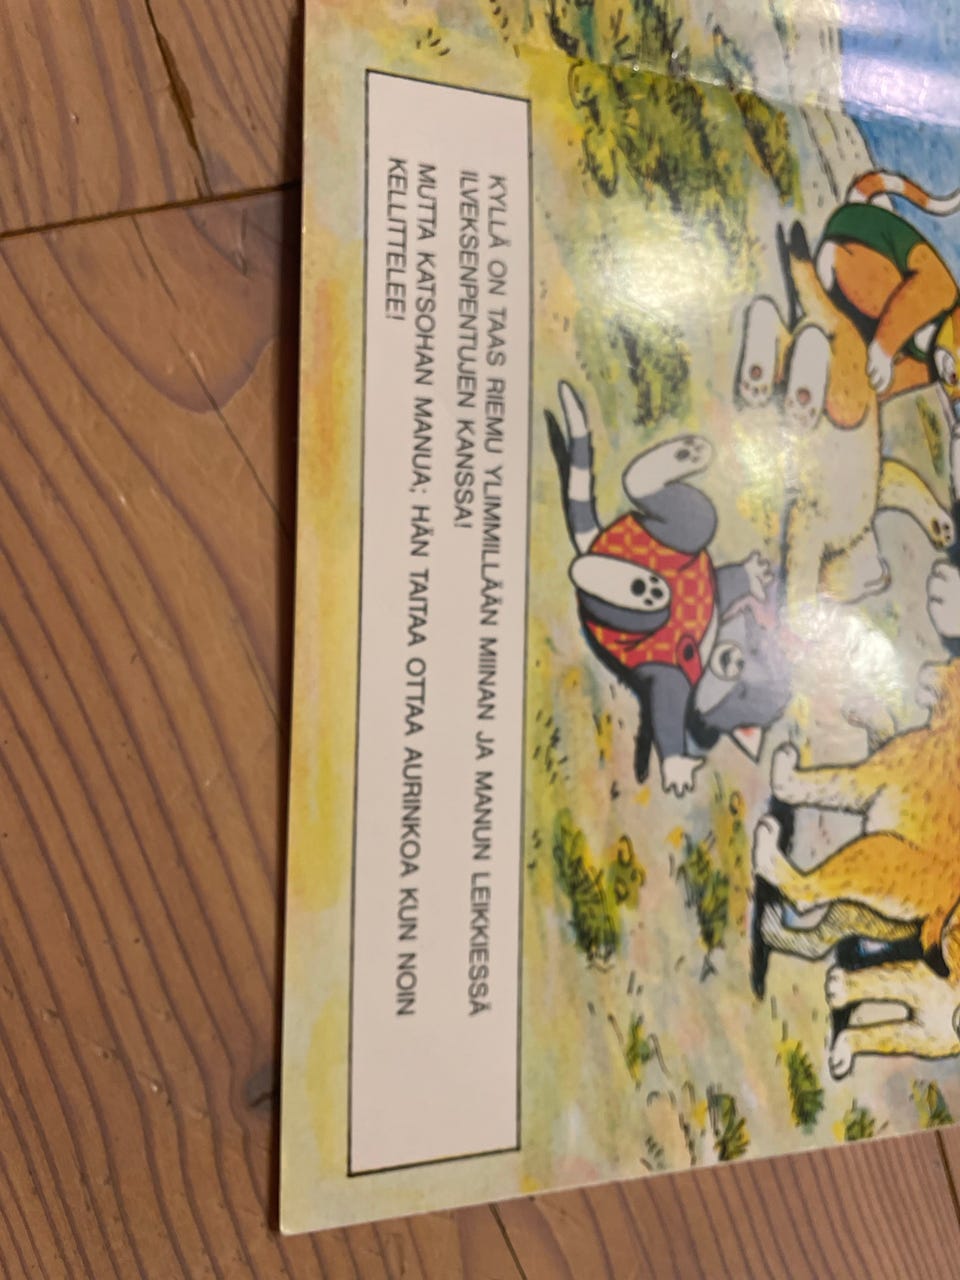 KYLLÄ ON TAAS RIEMU YLIMMILLÄÄN MIINAN JA MANUN LEIKKIESSÄ
ILVEKSENPENTUJEN KANSSA!
MUTTA KATSOHAN MANUA; HÄN TAITAA OTTAA AURINKOA KUN NOIN
KELLITTELEE!